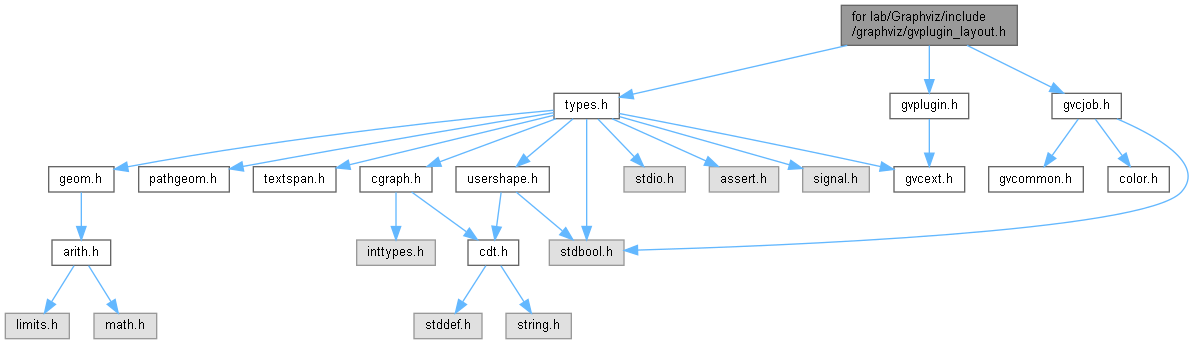 for lab/Graphviz/include
/graphviz/gvplugin_layout.h
types.h
gvplugin.h
gvcjob.h
geom.h
pathgeom.h
textspan.h
cgraph.h
usershape.h
stdio.h
assert.h
signal.h
gvcext.h
gvcommon.h
color.h
arith.h
inttypes.h
cdt.h
stdbool.h
limits.h
math.h
stddef.h
string.h